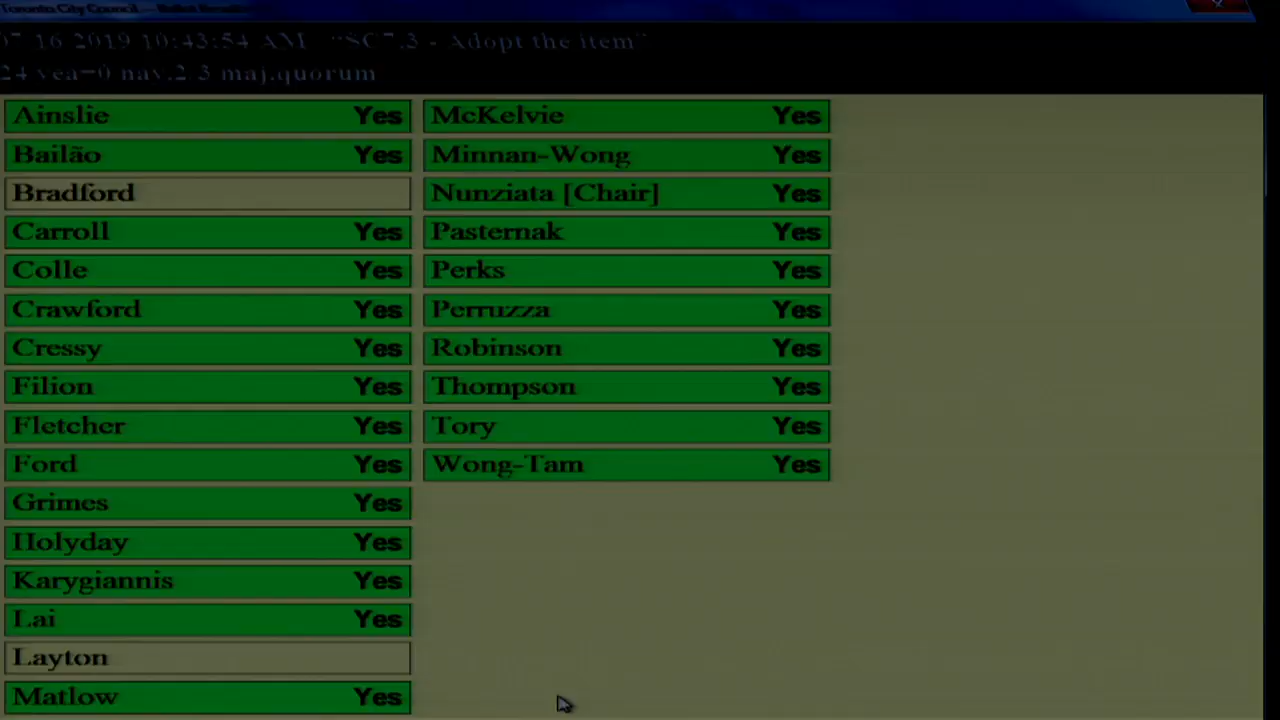 Toronto City Council
07 16 2019 10:43:54 AM "SC7.3 - Adopt the item"
24 yea=0 nay.2 3 maj.quorum
Ainslie Yes
Bailão Yes
Bradford
Carroll Yes
Colle Yes
Crawford Yes
Cressy Yes
Filion Yes
Fletcher Yes
Ford Yes
Grimes Yes
Holyday Yes
Karygiannis Yes
Lai Yes
Layton
Matlow Yes
McKelvie Yes
Minnan-Wong Yes
Nunziata [Chair] Yes
Pasternak Yes
Perks Yes
Perruzza Yes
Robinson Yes
Thompson Yes
Tory Yes
Wong-Tam Yes